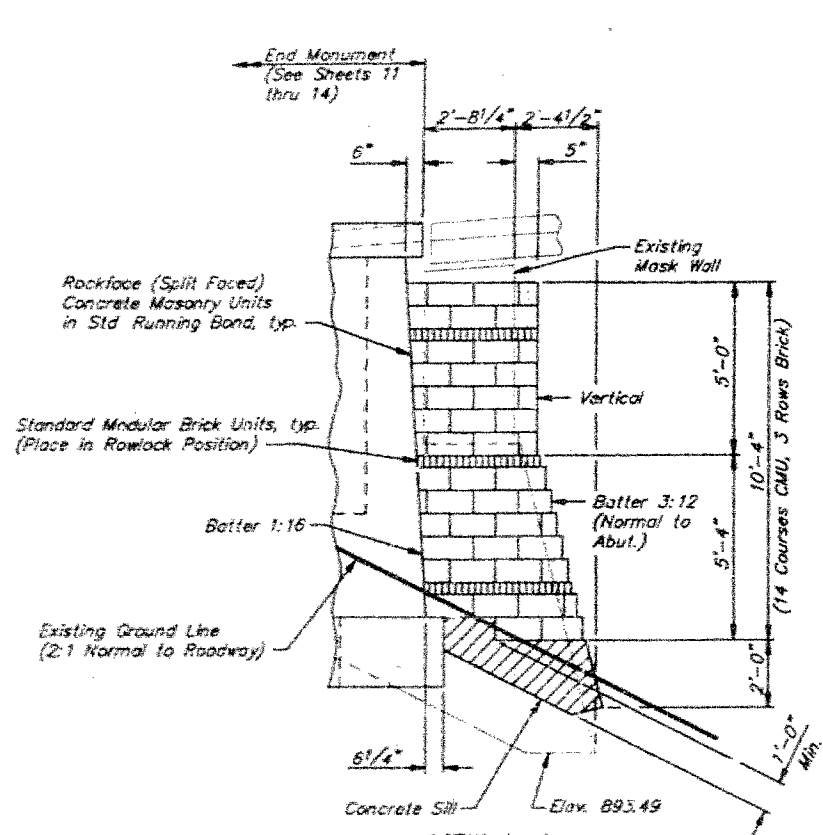 End Monument
(See Sheets 11
thru 14)
2'-8 1/4"
2'-4 1/2"
6"
5"
Existing
Mask Wall
Rockface (Split Faced)
Concrete Masonry Units
in Std Running Bond, typ.
5'-0"
Vertical
Standard Modular Brick Units, typ.
(Place in Rowlock Position)
10'-4"
(14 Courses CMU, 3 Rows Brick)
Batter 3:12
(Normal to
Abut.)
Batter 1:16
5'-4"
Existing Ground Line
(2:1 Normal to Roadway)
2'-0"
1'-0"
Min.
6 1/4"
Concrete Sill
Elev. 893.49